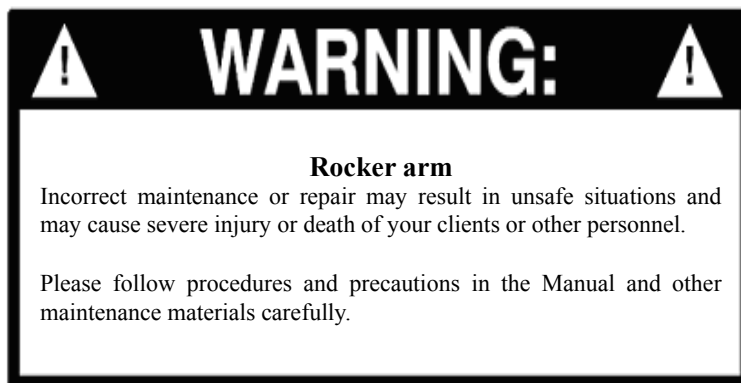 WARNING:
Rocker arm
Incorrect maintenance or repair may result in unsafe situations and
may cause severe injury or death of your clients or other personnel.
Please follow procedures and precautions in the Manual and other
maintenance materials carefully.